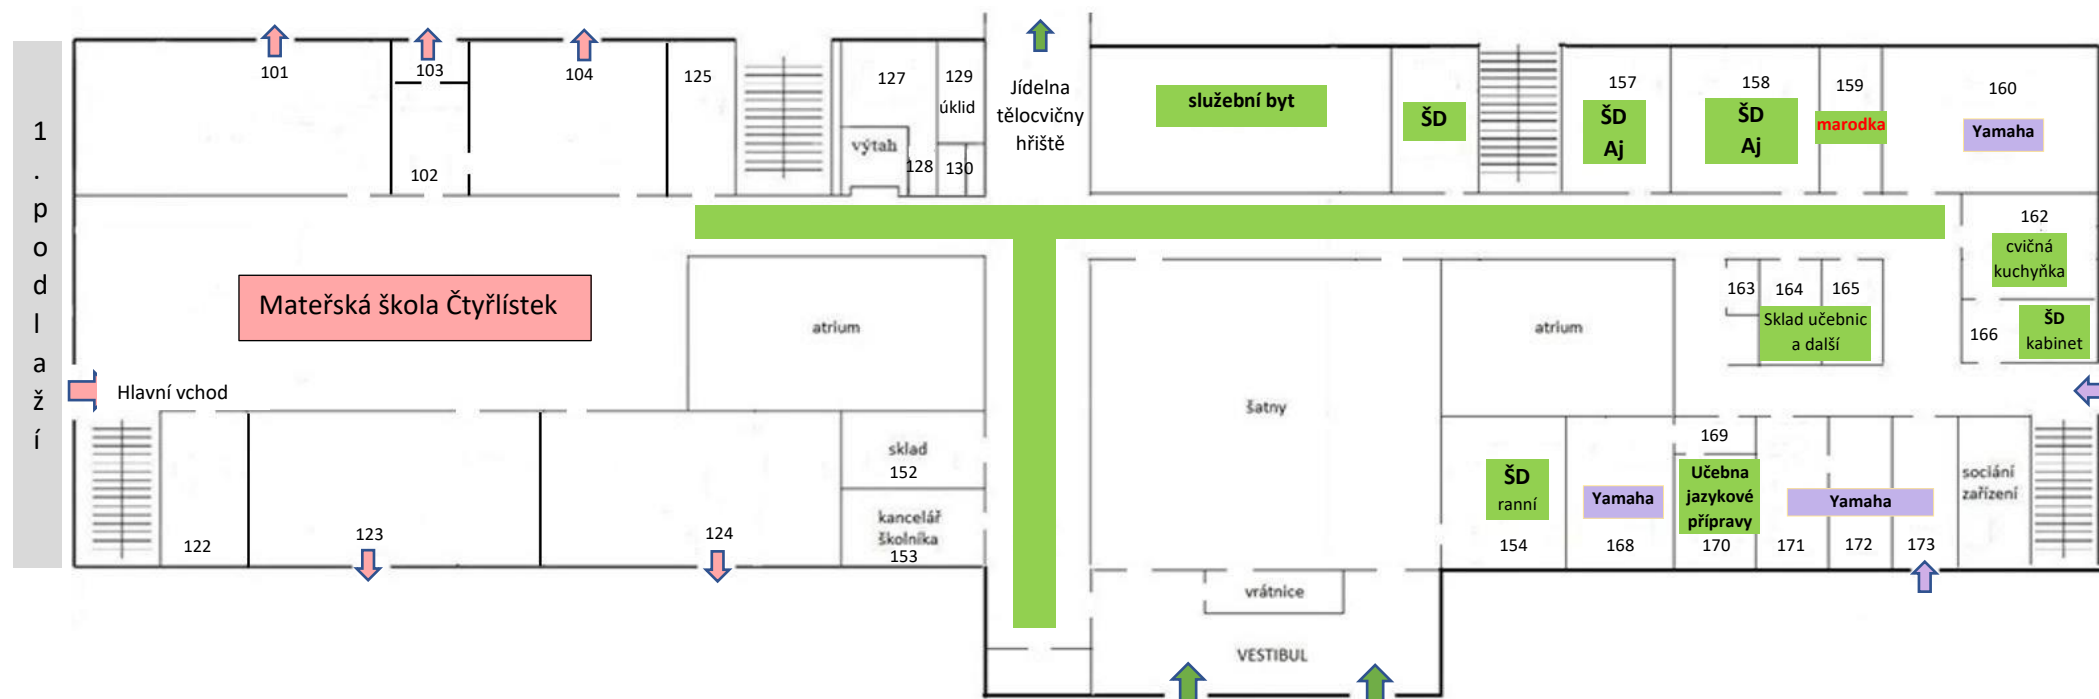 1 . p o d l a ž í
101
103
104
125
127
129
úklid
výtah
128
130
102
Jídelna
tělocvičny
hřiště
služební byt
ŠD
157
ŠD
Aj
158
ŠD
Aj
159
marodka
160
Yamaha
162
cvičná
kuchyňka
163
164
165
Sklad učebnic
a další
166
ŠD
kabinet
Mateřská škola Čtyřlístek
atrium
atrium
Hlavní vchod
šatny
122
123
124
sklad
152
kancelář
školníka
153
ŠD
ranní
154
Yamaha
168
169
Učebna
jazykové
přípravy
170
Yamaha
171
172
173
sociání
zařízení
vrátnice
VESTIBUL